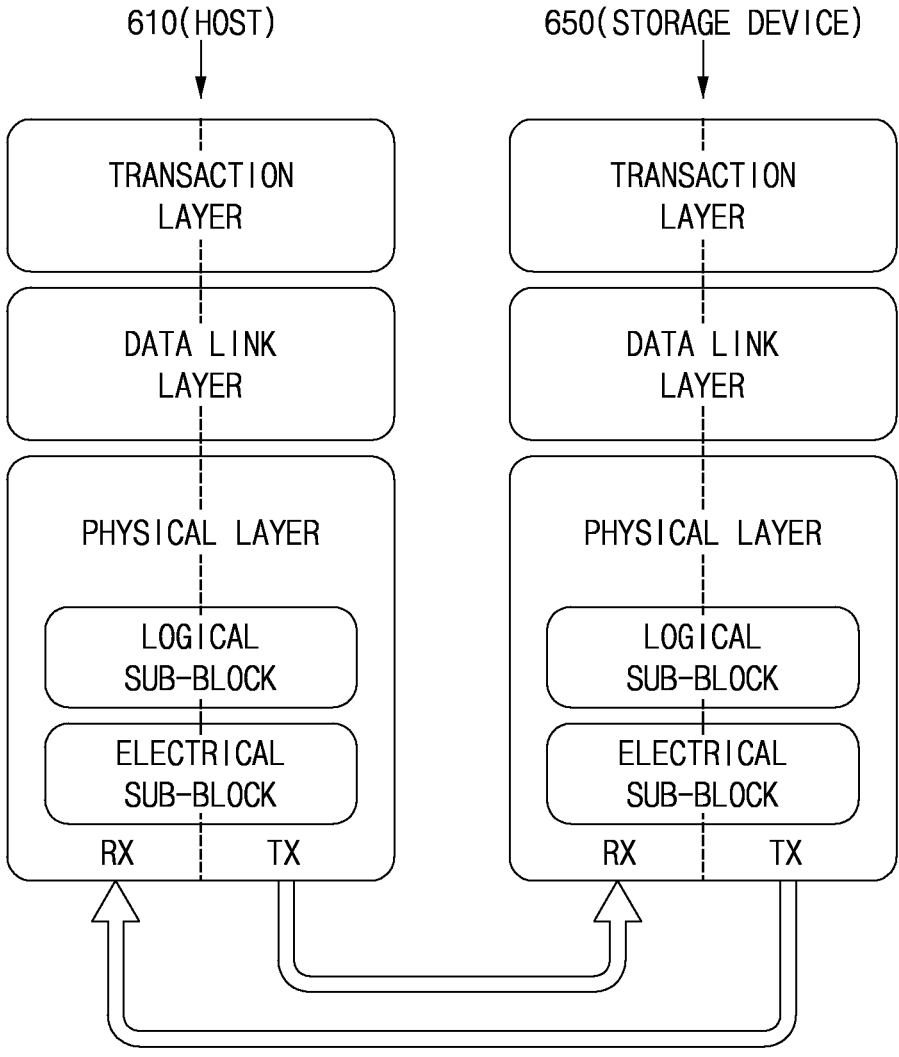 610(HOST)
650(STORAGE DEVICE)
TRANSACTION
LAYER
TRANSACTION
LAYER
DATA LINK
LAYER
DATA LINK
LAYER
PHYSICAL LAYER
PHYSICAL LAYER
LOGICAL
SUB-BLOCK
LOGICAL
SUB-BLOCK
ELECTRICAL
SUB-BLOCK
ELECTRICAL
SUB-BLOCK
RX
TX
RX
TX